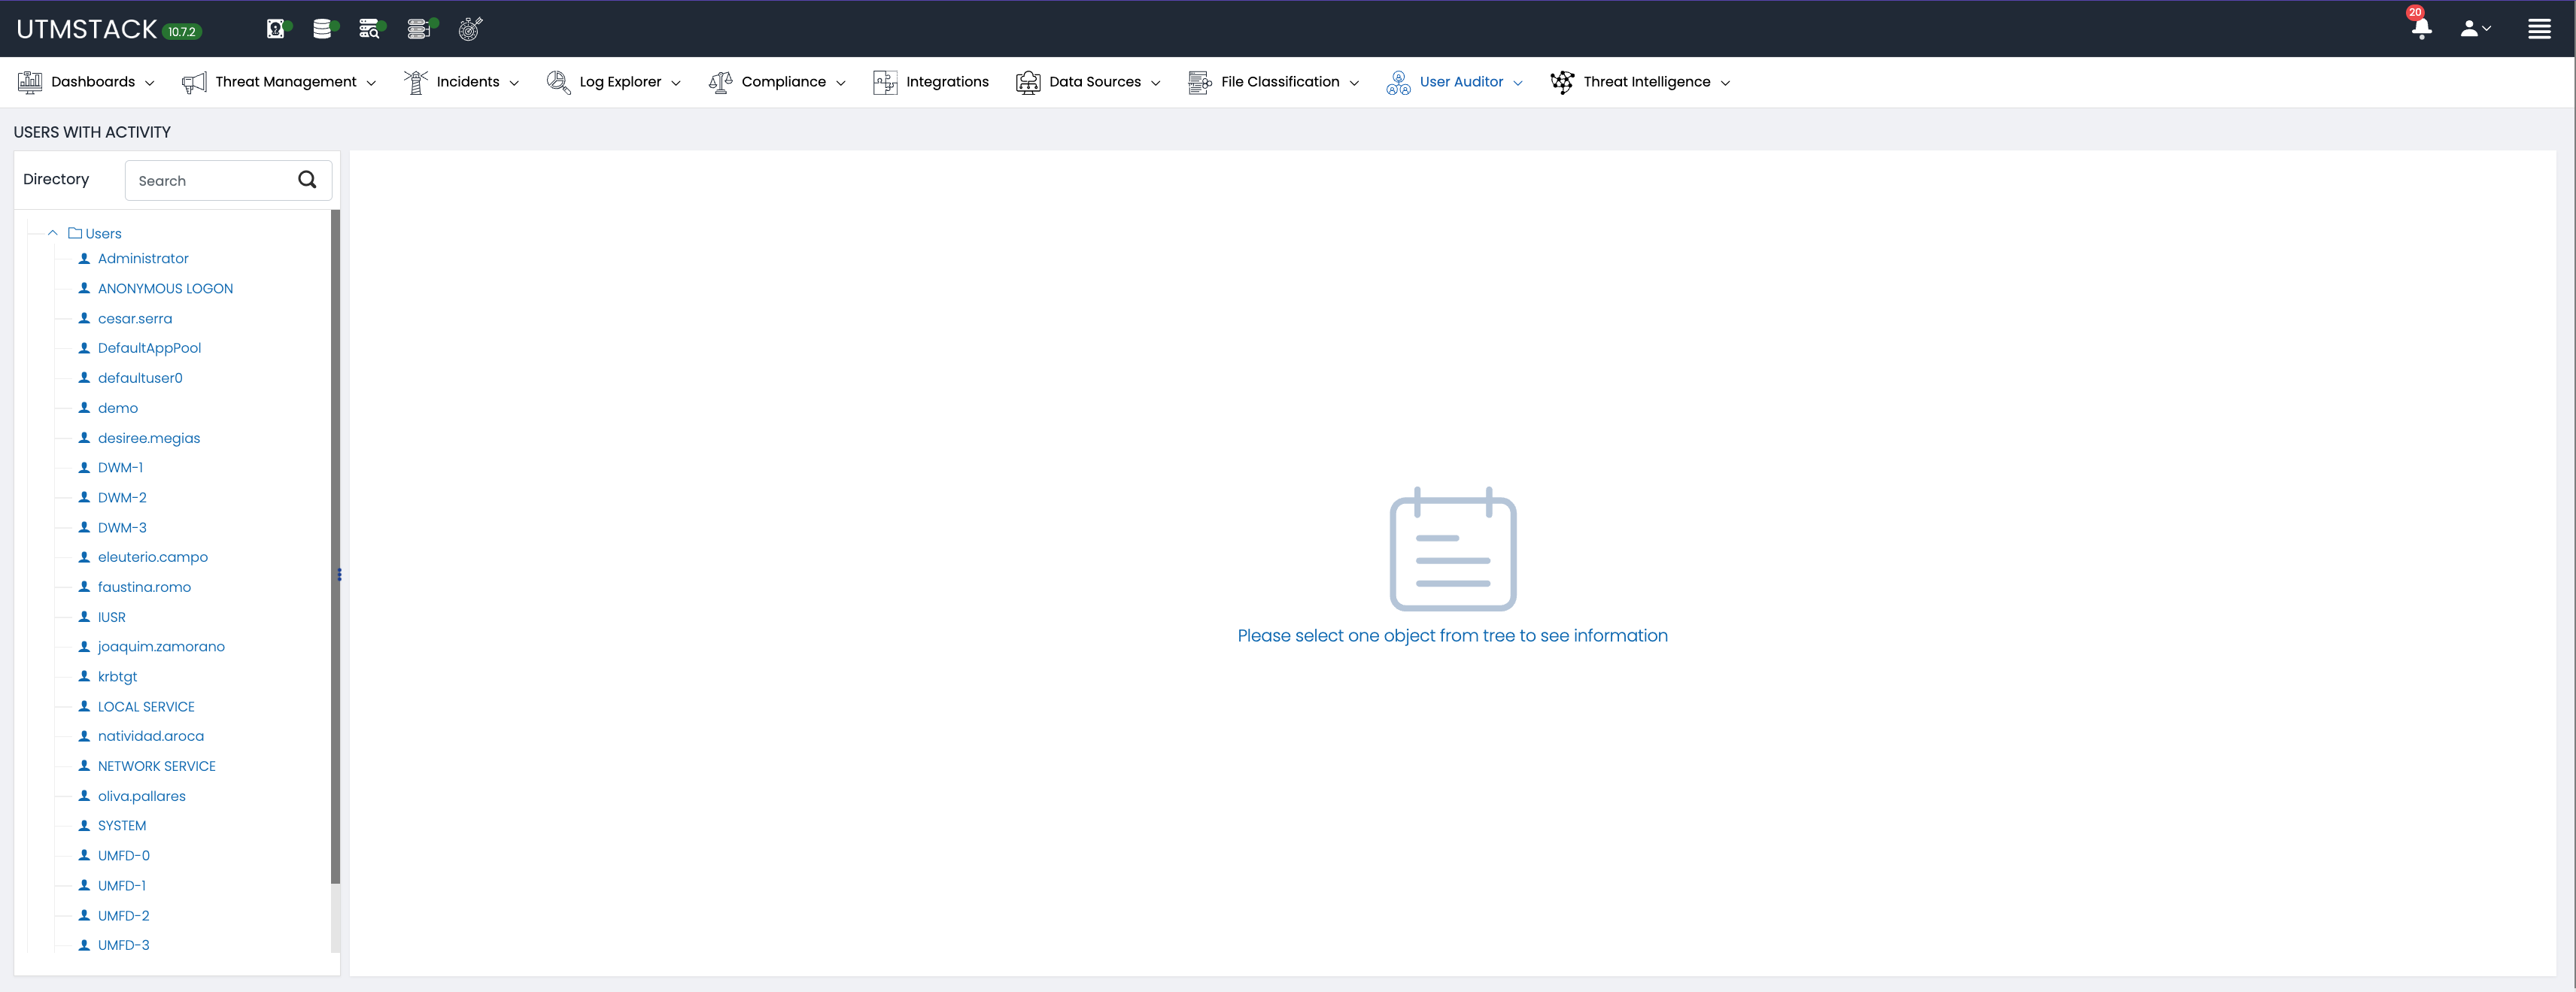 UTMSTACK 10.7.2
20
Dashboards Threat Management Incidents Log Explorer Compliance Integrations Data Sources File Classification User Auditor Threat Intelligence
USERS WITH ACTIVITY
Directory Search
Users
Administrator
ANONYMOUS LOGON
cesar.serra
DefaultAppPool
defaultuser0
demo
desiree.megias
DWM-1
DWM-2
DWM-3
eleuterio.campo
faustina.romo
IUSR
joaquim.zamorano
krbtgt
LOCAL SERVICE
natividad.aroca
NETWORK SERVICE
oliva.pallares
SYSTEM
UMFD-0
UMFD-1
UMFD-2
UMFD-3
Please select one object from tree to see information